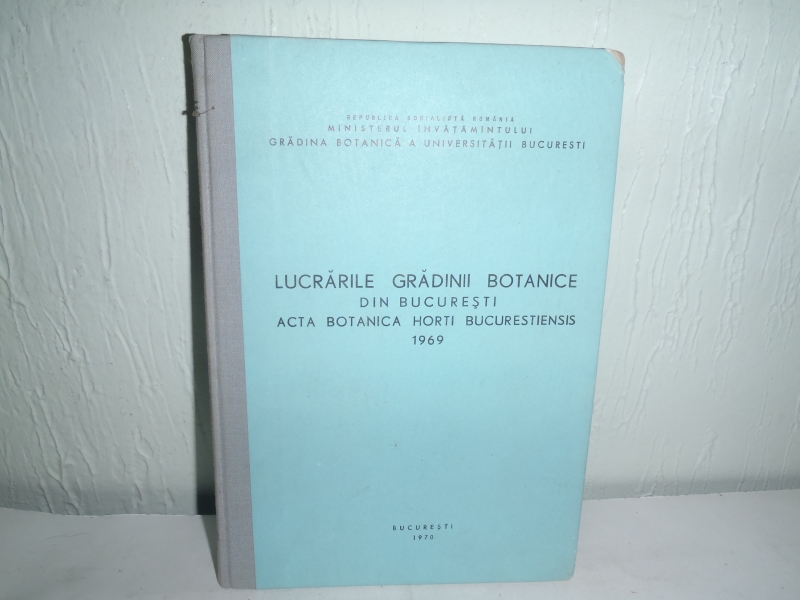 REPUBLICA SOCIALISTĂ ROMÂNIA
MINISTERUL ÎNVĂȚĂMÎNTULUI
GRĂDINA BOTANICĂ A UNIVERSITĂȚII BUCUREȘTI
LUCRĂRILE GRĂDINII BOTANICE
DIN BUCUREȘTI
ACTA BOTANICA HORTI BUCURESTIENSIS
1969
BUCUREȘTI
1970